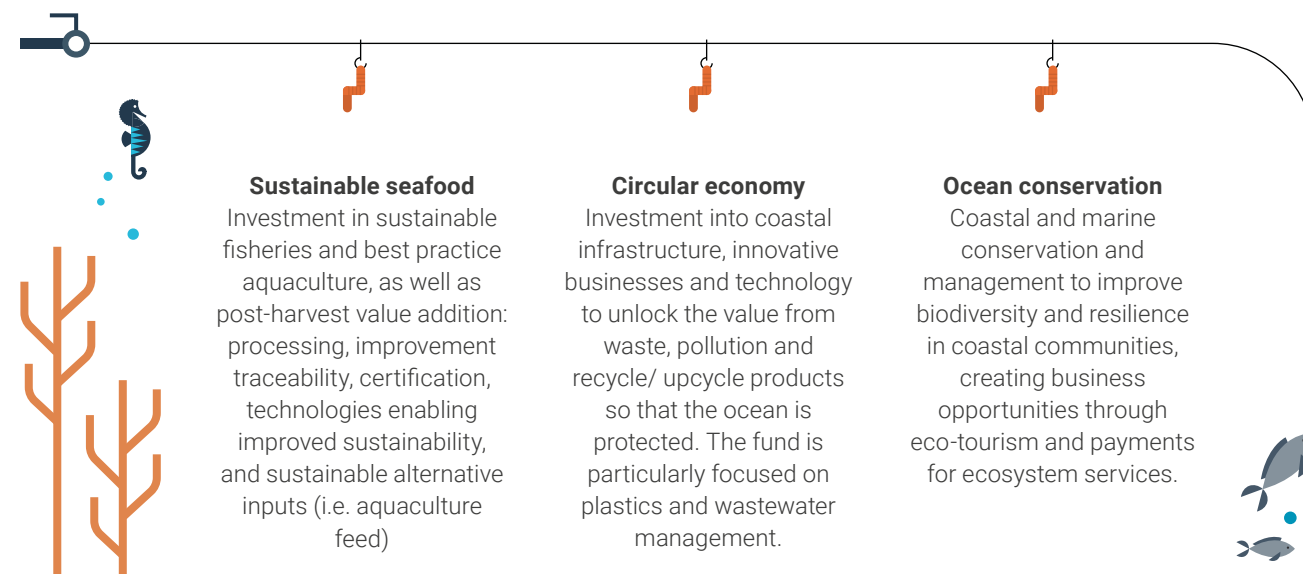 Sustainable seafood
Investment in sustainable
fisheries and best practice
aquaculture, as well as
post-harvest value addition:
processing, improvement
traceability, certification,
technologies enabling
improved sustainability,
and sustainable alternative
inputs (i.e. aquaculture
feed)
Circular economy
Investment into coastal
infrastructure, innovative
businesses and technology
to unlock the value from
waste, pollution and
recycle/ upcycle products
so that the ocean is
protected. The fund is
particularly focused on
plastics and wastewater
management.
Ocean conservation
Coastal and marine
conservation and
management to improve
biodiversity and resilience
in coastal communities,
creating business
opportunities through
eco-tourism and payments
for ecosystem services.